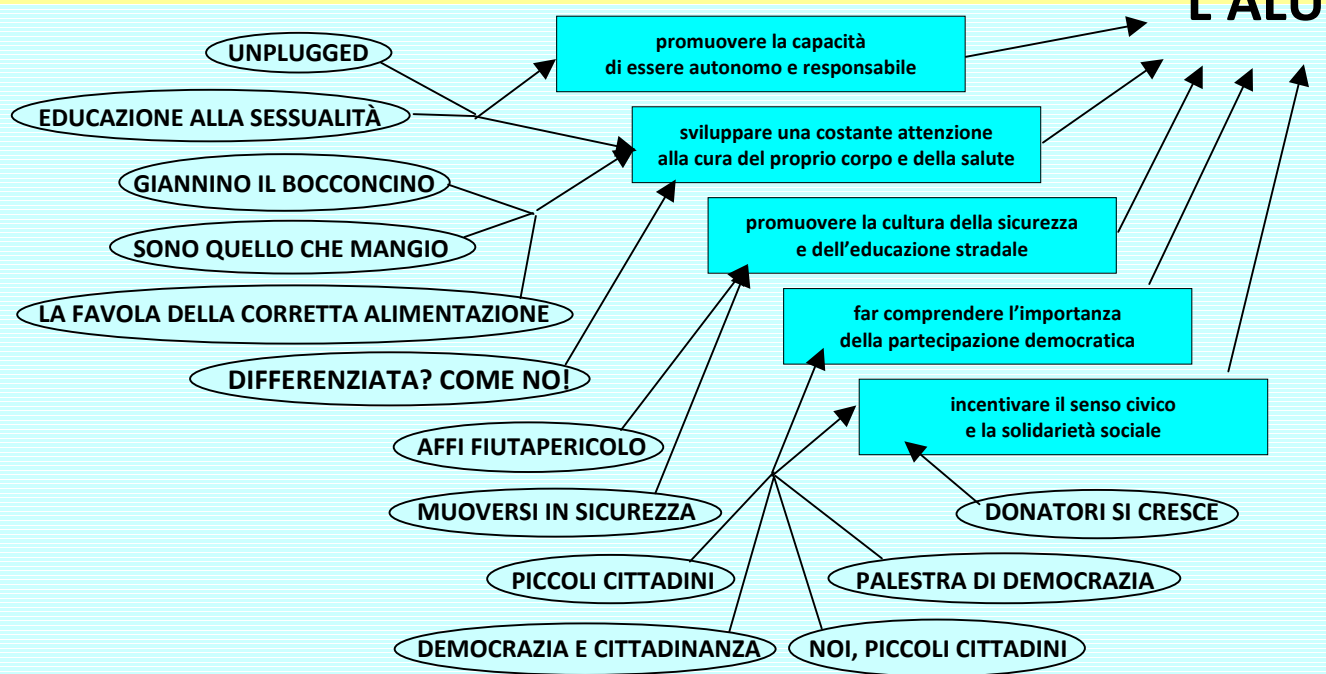 L'ALU
promuovere la capacità
di essere autonomo e responsabile
UNPLUGGED
EDUCAZIONE ALLA SESSUALITÀ
sviluppare una costante attenzione
alla cura del proprio corpo e della salute
GIANNINO IL BOCCONCINO
promuovere la cultura della sicurezza
e dell’educazione stradale
SONO QUELLO CHE MANGIO
LA FAVOLA DELLA CORRETTA ALIMENTAZIONE
far comprendere l’importanza
della partecipazione democratica
DIFFERENZIATA? COME NO!
incentivare il senso civico
e la solidarietà sociale
AFFI FIUTAPERICOLO
MUOVERSI IN SICUREZZA
DONATORI SI CRESCE
PICCOLI CITTADINI
PALESTRA DI DEMOCRAZIA
DEMOCRAZIA E CITTADINANZA
NOI, PICCOLI CITTADINI